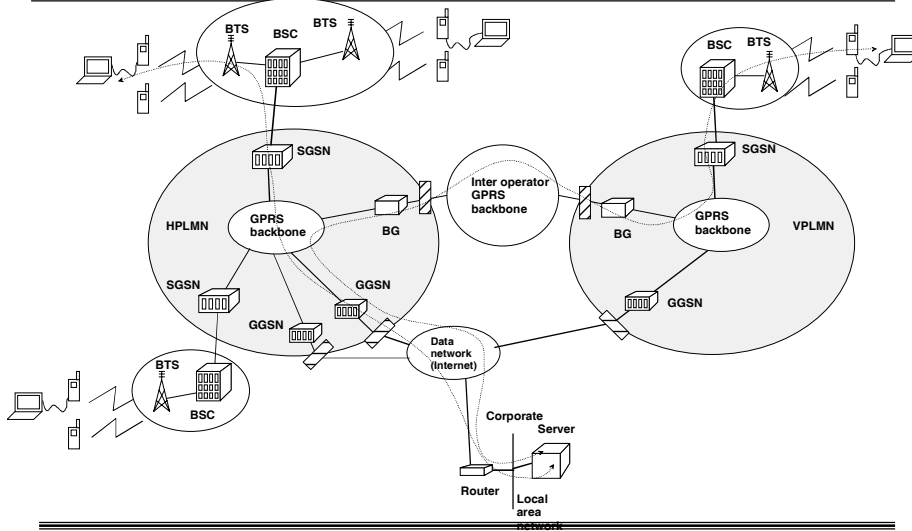 BTS
BSC
BTS
BSC
BTS
SGSN
SGSN
Inter operator
GPRS
backbone
HPLMN
GPRS
backbone
BG
BG
GPRS
backbone
VPLMN
SGSN
GGSN
GGSN
GGSN
Data
network
(Internet)
BTS
BSC
Corporate
Server
Router
Local
area
network